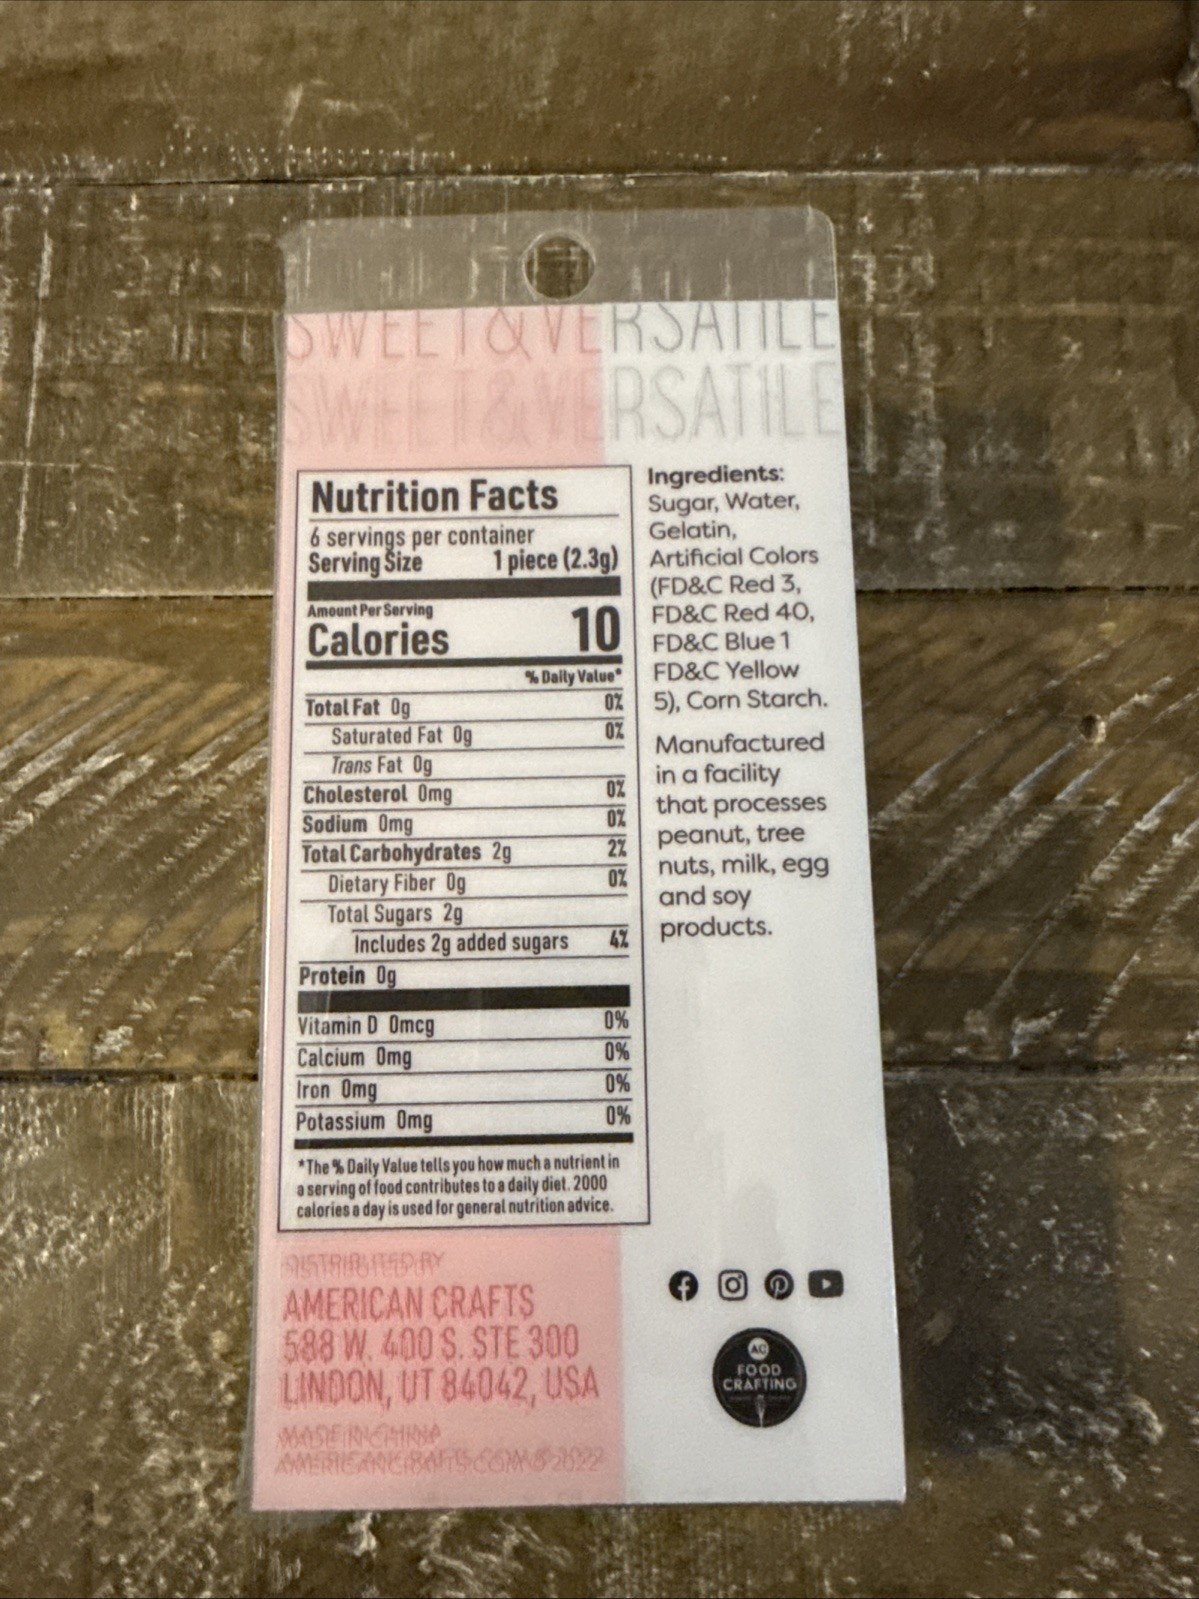 SWEET & VERSATILE
SWEET & VERSATILE
Nutrition Facts
6 servings per container
Serving Size 1 piece (2.3g)
Amount Per Serving
Calories 10
% Daily Value*
Total Fat 0g 0%
Saturated Fat 0g 0%
Trans Fat 0g
Cholesterol 0mg 0%
Sodium 0mg 0%
Total Carbohydrates 2g 2%
Dietary Fiber 0g 0%
Total Sugars 2g
Includes 2g added sugars 4%
Protein 0g
Vitamin D 0mcg 0%
Calcium 0mg 0%
Iron 0mg 0%
Potassium 0mg 0%
*The % Daily Value tells you how much a nutrient in
a serving of food contributes to a daily diet. 2000
calories a day is used for general nutrition advice.
Ingredients:
Sugar, Water,
Gelatin,
Artificial Colors
(FD&C Red 3,
FD&C Red 40,
FD&C Blue 1
FD&C Yellow
5), Corn Starch.
Manufactured
in a facility
that processes
peanut, tree
nuts, milk, egg
and soy
products.
DISTRIBUTED BY
AMERICAN CRAFTS
588 W. 400 S. STE 300
LINDON, UT 84042, USA
MADE IN CHINA
AMERICANCRAFTS.COM © 2022
AC
FOOD
CRAFTING